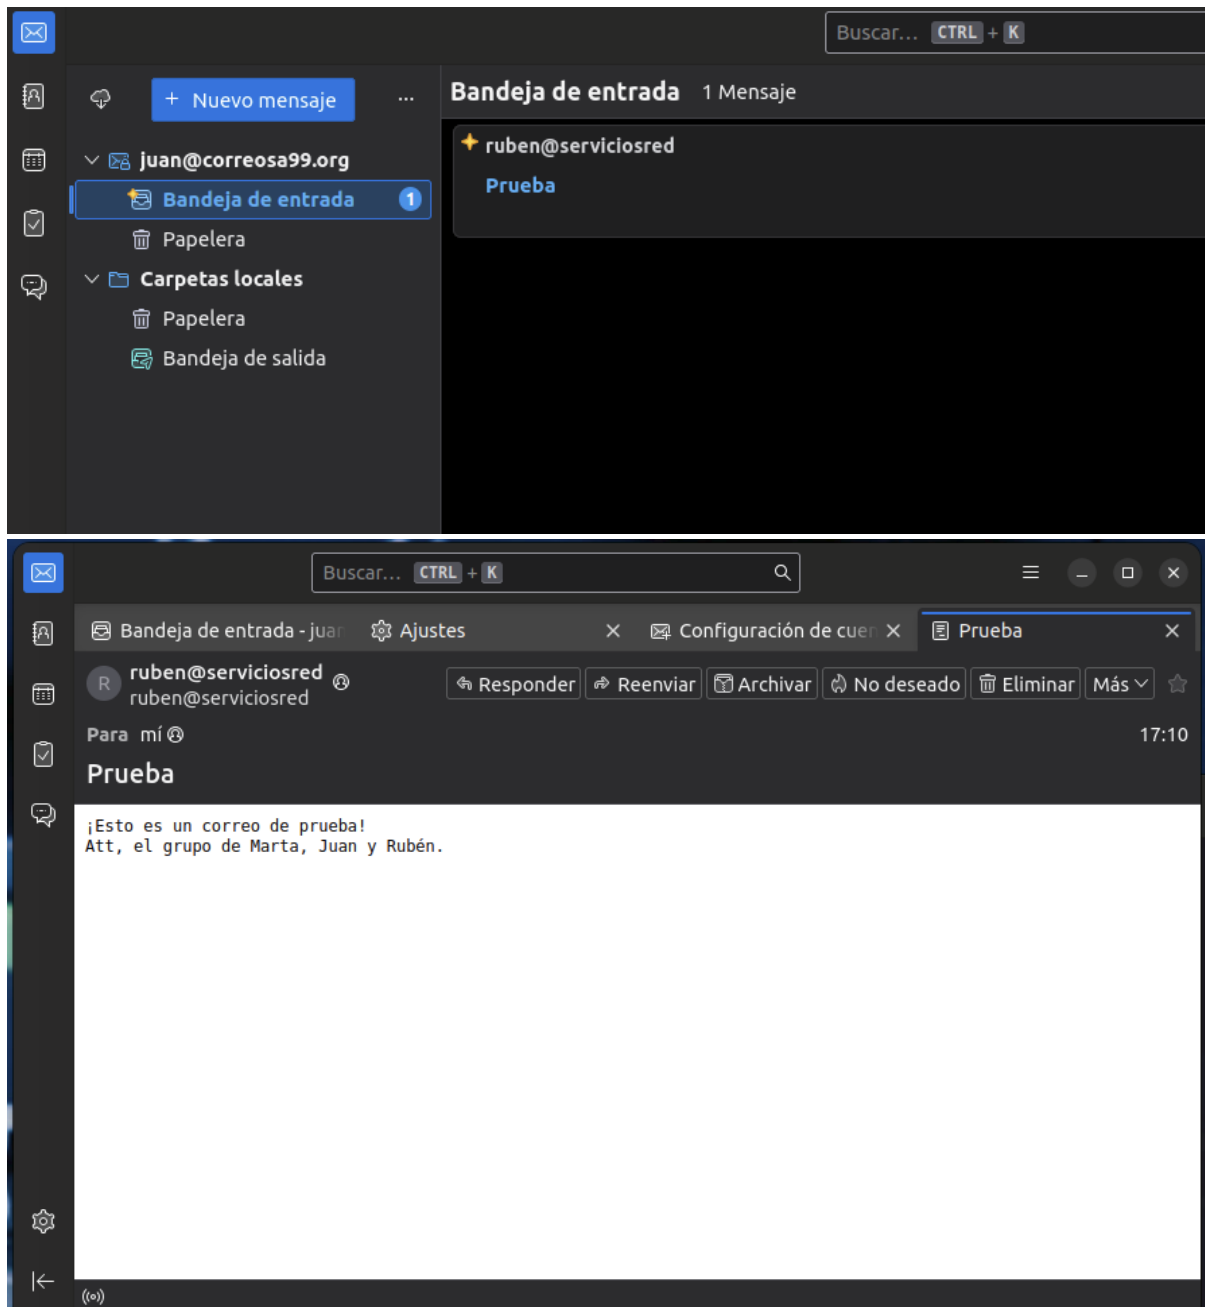 Buscar... CTRL + K
+ Nuevo mensaje ...
Bandeja de entrada 1 Mensaje
juan@correosa99.org
Bandeja de entrada 1
Papelera
Carpetas locales
Papelera
Bandeja de salida
ruben@serviciosred
Prueba
Buscar... CTRL + K
Bandeja de entrada - juan
Ajustes
Configuración de cuen
Prueba
R
ruben@serviciosred
ruben@serviciosred
Responder Reenviar Archivar No deseado Eliminar Más
Para mí 17:10
Prueba
¡Esto es un correo de prueba!
Att, el grupo de Marta, Juan y Rubén.